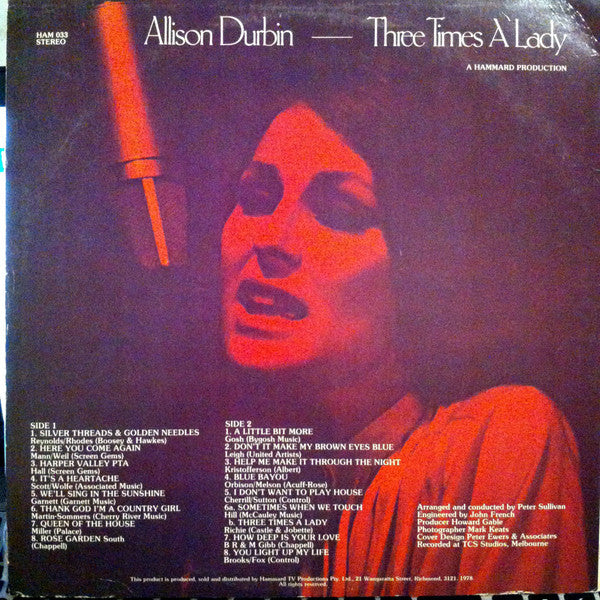 HAM 033
STEREO
Allison Durbin — Three Times A Lady
A HAMMARD PRODUCTION
SIDE 1
1. SILVER THREADS & GOLDEN NEEDLES
Reynolds/Rhodes (Boosey & Hawkes)
2. HERE YOU COME AGAIN
Mann/Weil (Screen Gems)
3. HARPER VALLEY PTA
Hall (Screen Gems)
4. IT'S A HEARTACHE
Scott/Wolfe (Associated Music)
5. WE'LL SING IN THE SUNSHINE
Garnett (Garnett Music)
6. THANK GOD I'M A COUNTRY GIRL
Martin-Sommers (Cherry River Music)
7. QUEEN OF THE HOUSE
Miller (Palace)
8. ROSE GARDEN South
(Chappell)
SIDE 2
1. A LITTLE BIT MORE
Gosh (Bygosh Music)
2. DON'T IT MAKE MY BROWN EYES BLUE
Leigh (United Artists)
3. HELP ME MAKE IT THROUGH THE NIGHT
Kristofferson (Albert)
4. BLUE BAYOU
Orbison/Melson (Acuff-Rose)
5. I DON'T WANT TO PLAY HOUSE
Cherrill/Sutton (Control)
6a. SOMETIMES WHEN WE TOUCH
Hill (McCauley Music)
b. THREE TIMES A LADY
Richie (Castle & Jobette)
7. HOW DEEP IS YOUR LOVE
B R & M Gibb (Chappell)
8. YOU LIGHT UP MY LIFE
Brooks/Fox (Control)
Arranged and conducted by Peter Sullivan
Engineered by John French
Producer Howard Gable
Photographer Mark Keats
Cover Design Peter Ewers & Associates
Recorded at TCS Studios, Melbourne
This product is produced, sold and distributed by Hammard TV Productions Pty. Ltd., 21 Wangaratta Street, Richmond, 3121. 1978.
All rights reserved.